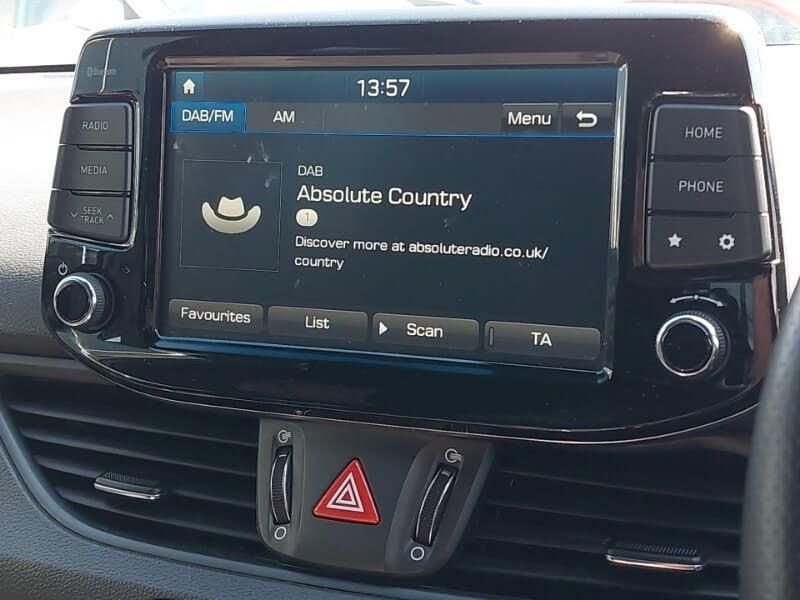 Bluetooth
13:57
DAB/FM
AM
Menu
RADIO
MEDIA
SEEK
TRACK
DAB
Absolute Country
1
Discover more at absoluteradio.co.uk/
country
Favourites
List
Scan
TA
HOME
PHONE